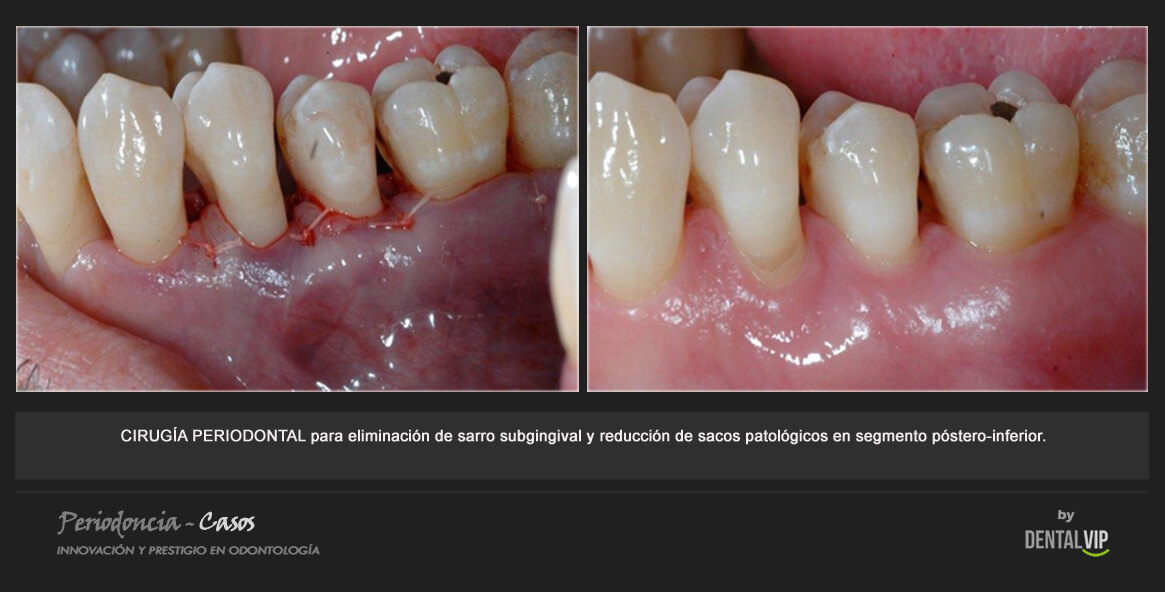 CIRUGÍA PERIODONTAL para eliminación de sarro subgingival y reducción de sacos patológicos en segmento póstero-inferior.
Periodoncia - Casos
INNOVACIÓN Y PRESTIGIO EN ODONTOLOGÍA
by
DENTALVIP